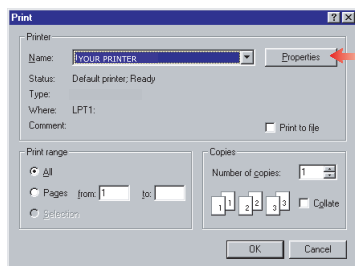 Print
Printer
Name: YOUR PRINTER Properties
Status: Default printer; Ready
Type:
Where: LPT1:
Comment: Print to file
Print range
All
Pages from: 1 to:
Selection
Copies
Number of copies: 1
1 1 2 2 3 3 Collate
OK Cancel